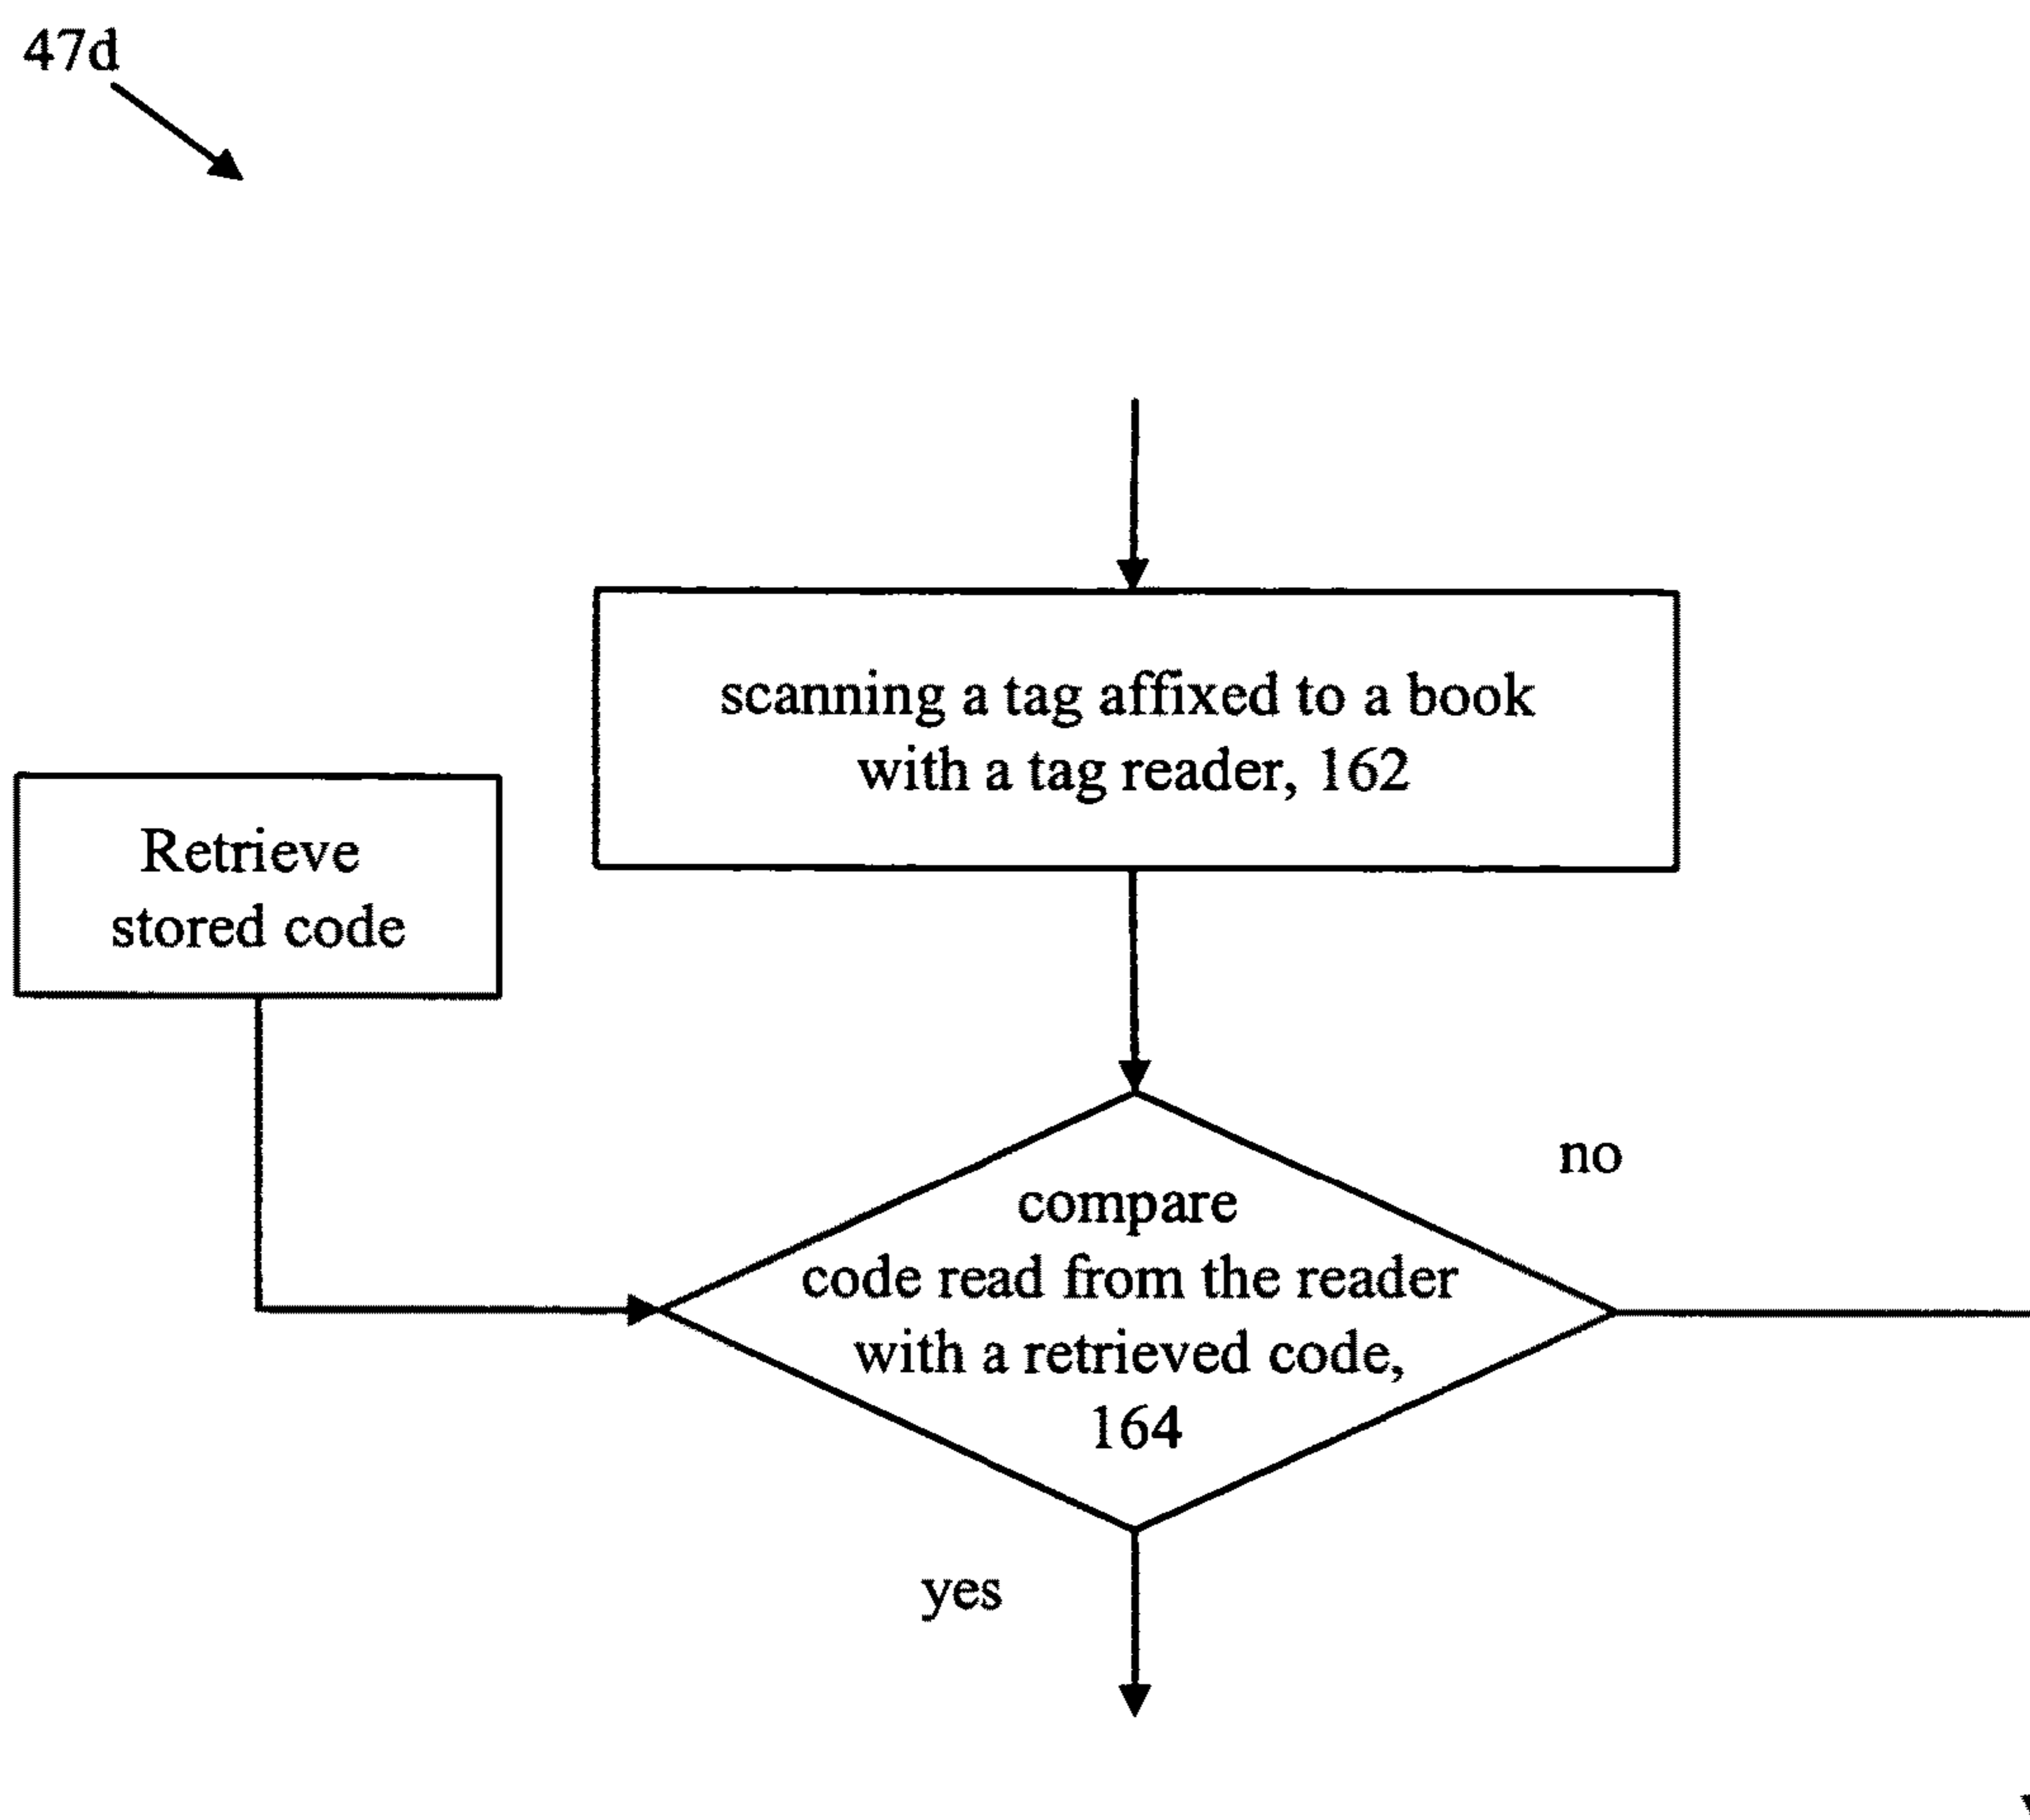 47d
scanning a tag affixed to a book
with a tag reader, 162
Retrieve
stored code
no
compare
code read from the reader
with a retrieved code,
164
yes